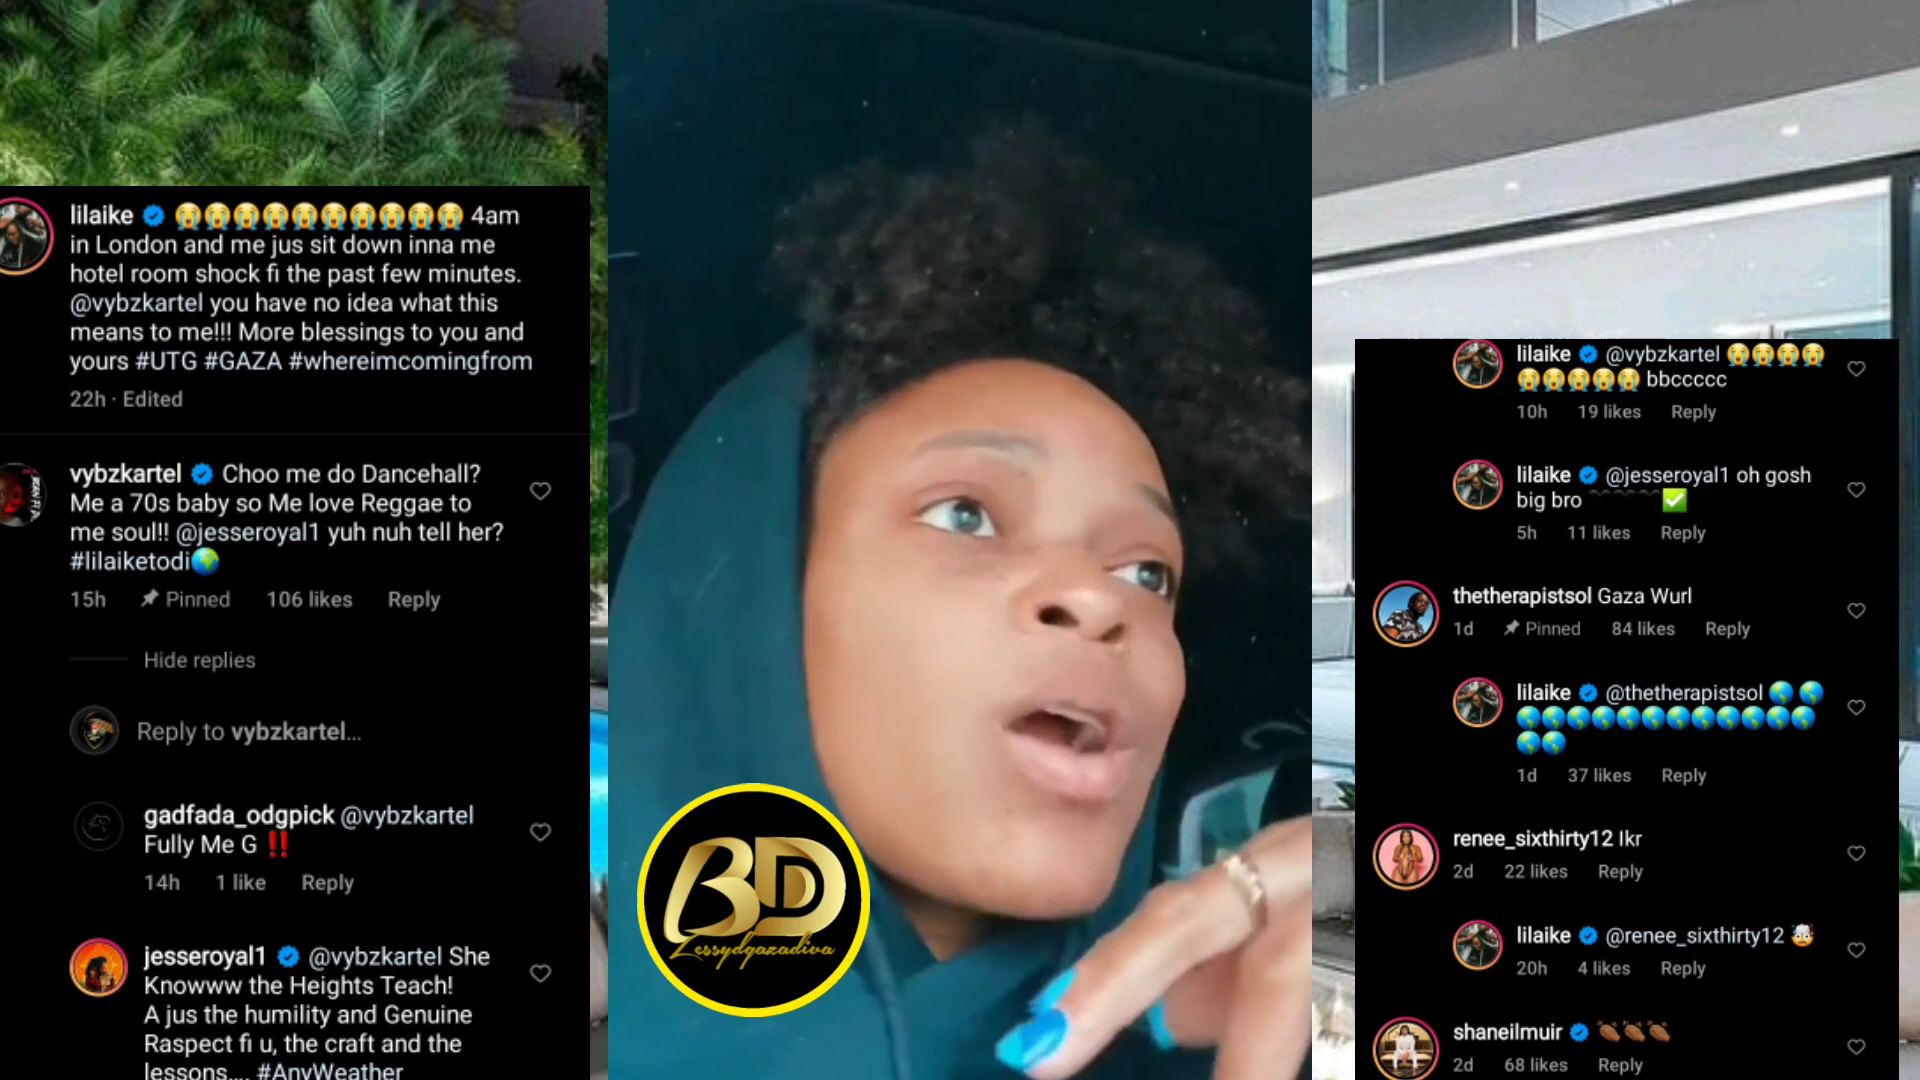 lilaike 😭😭😭😭😭😭😭😭😭😭 4am
in London and me jus sit down inna me
hotel room shock fi the past few minutes.
@vybzkartel you have no idea what this
means to me!!! More blessings to you and
yours #UTG #GAZA #whereimcomingfrom
22h · Edited
vybzkartel Choo me do Dancehall?
Me a 70s baby so Me love Reggae to
me soul!! @jesseroyal1 yuh nuh tell her?
#lilaiketodi🌎
15h Pinned 106 likes Reply
Hide replies
Reply to vybzkartel...
gadfada_odgpick @vybzkartel
Fully Me G ‼️
14h 1 like Reply
jesseroyal1 @vybzkartel She
Knowww the Heights Teach!
A jus the humility and Genuine
Raspect fi u, the craft and the
lessons.... #AnyWeather
BDD
Lessydgazadiva
lilaike @vybzkartel 😭😭😭😭
😭😭😭😭😭 bbccccc
10h 19 likes Reply
lilaike @jesseroyal1 oh gosh
big bro 〰️〰️〰️✅
5h 11 likes Reply
thetherapistsol Gaza Wurl
1d Pinned 84 likes Reply
lilaike @thetherapistsol 🌎🌎
🌎🌎🌎🌎🌎🌎🌎🌎🌎🌎🌎🌎
🌎🌎
1d 37 likes Reply
renee_sixthirty12 Ikr
2d 22 likes Reply
lilaike @renee_sixthirty12 🤯
20h 4 likes Reply
shaneilmuir 👏🏾👏🏾👏🏾
2d 68 likes Reply